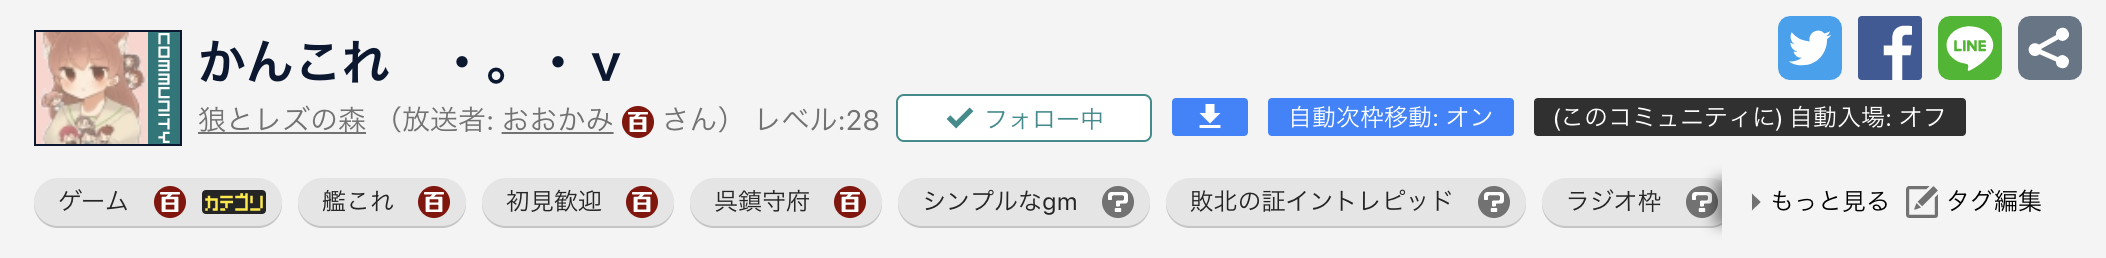 COMMUNITY
かんこれ　・。・ｖ
LINE
狼とレズの森 （放送者: おおかみ 百 さん） レベル:28 フォロー中 自動次枠移動: オン (このコミュニティに) 自動入場: オフ
ゲーム 百 カテゴリ 艦これ 百 初見歓迎 百 呉鎮守府 百 シンプルなgm ? 敗北の証イントレピッド ? ラジオ枠 ? もっと見る タグ編集